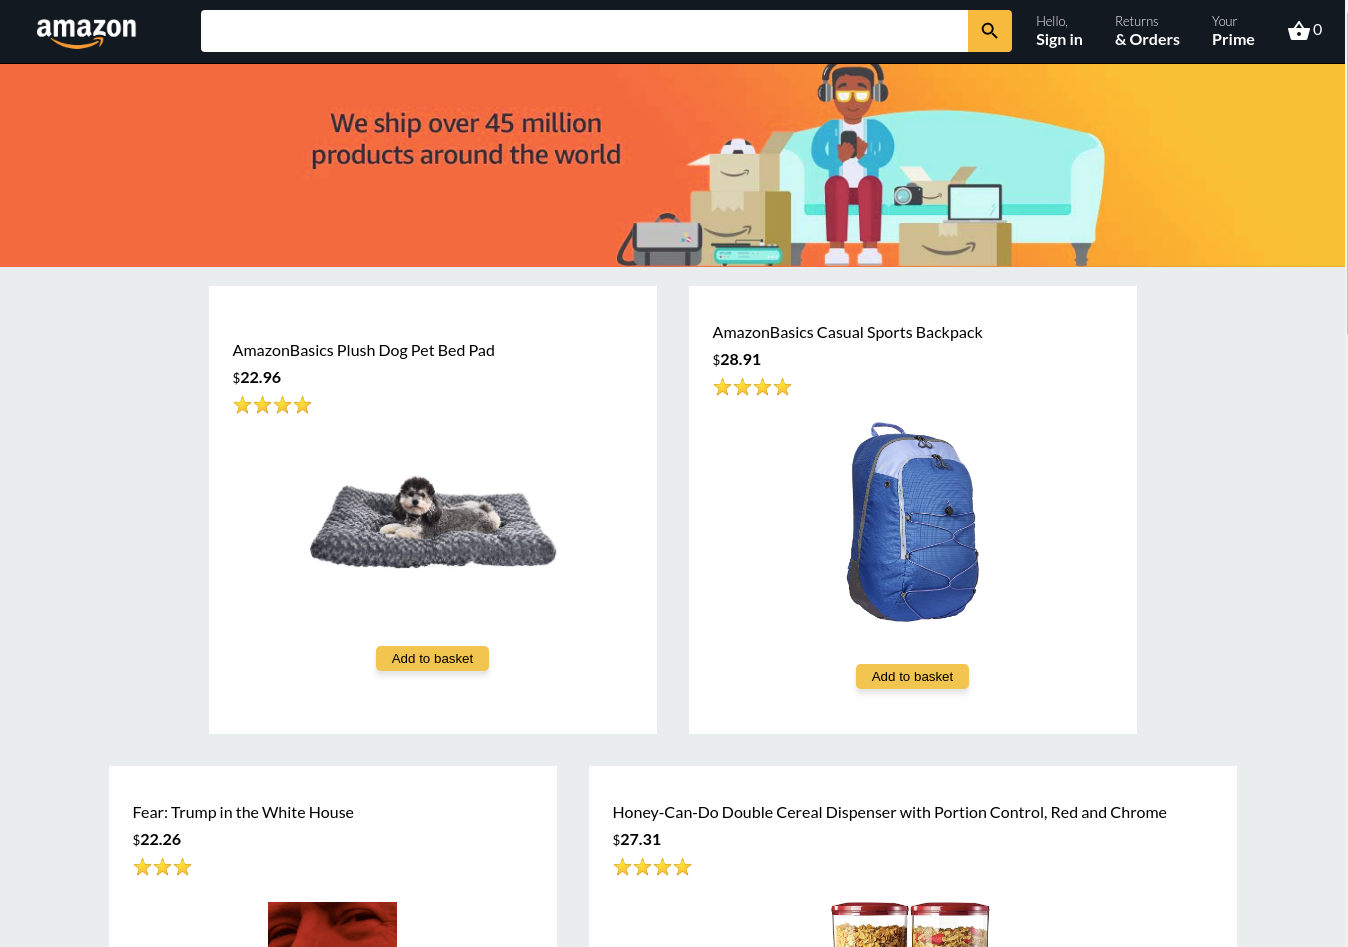 amazon
Hello,
Sign in
Returns
& Orders
Your
Prime
0
We ship over 45 million
products around the world
AmazonBasics Plush Dog Pet Bed Pad
$22.96
AmazonBasics Casual Sports Backpack
$28.91
Add to basket
Add to basket
Fear: Trump in the White House
$22.26
Honey-Can-Do Double Cereal Dispenser with Portion Control, Red and Chrome
$27.31